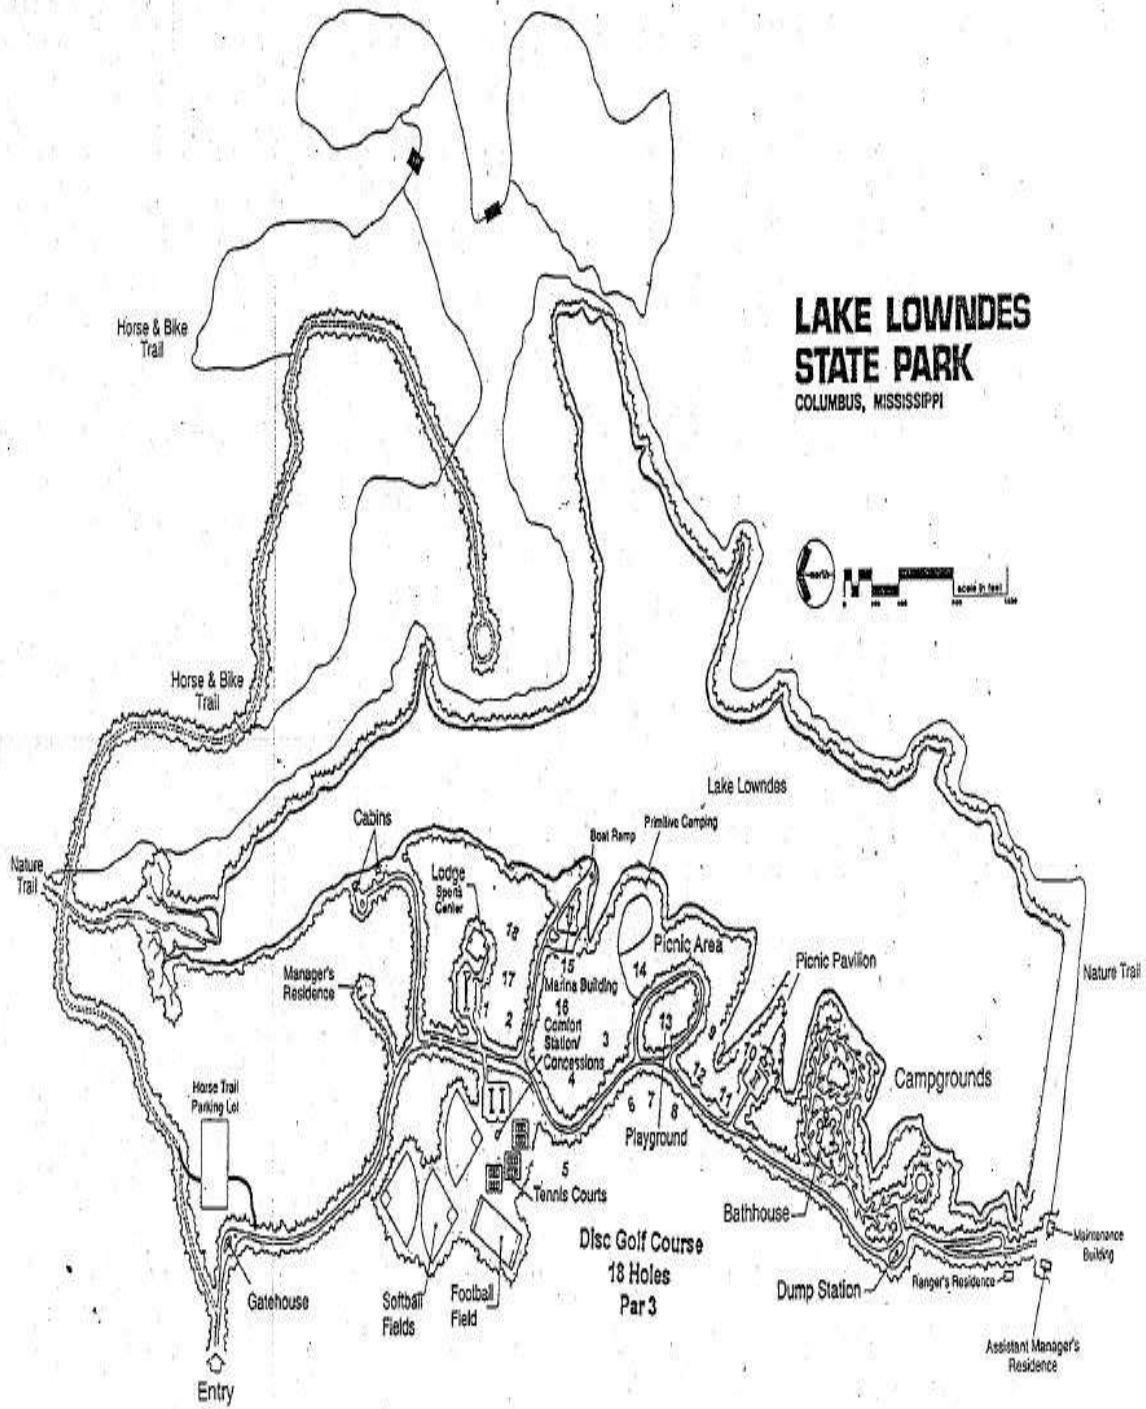 LAKE LOWNDES
STATE PARK
COLUMBUS, MISSISSIPPI
Horse & Bike
Trail
north
scale in feet
Horse & Bike
Trail
Lake Lowndes
Cabins
Boat Ramp
Primitive Camping
Nature
Trail
Lodge
Sports
Center
18
Picnic Area
Picnic Pavilion
Nature Trail
15
14
Manager's
Residence
17
Marina Building
16
1
2
Comfort
Station/
Concessions
3
13
9
4
10
12
11
Campgrounds
Horse Trail
Parking Lot
6
7
8
Playground
5
Tennis Courts
Bathhouse
Disc Golf Course
18 Holes
Par 3
Maintenance
Building
Gatehouse
Softball
Fields
Football
Field
Dump Station
Ranger's Residence
Assistant Manager's
Residence
Entry